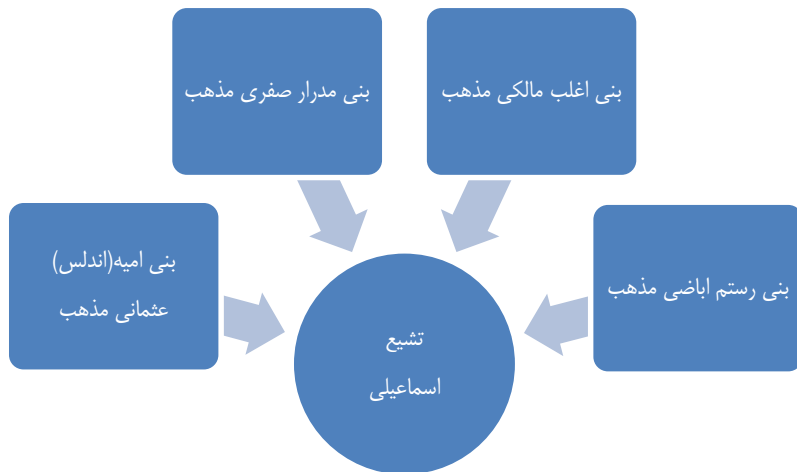 بنی اغلب مالکی مذهب
بنی مدرار صفری مذهب
بنی رستم اباضی مذهب
بنی امیه(اندلس)
عثمانی مذهب
تشیع
اسماعیلی